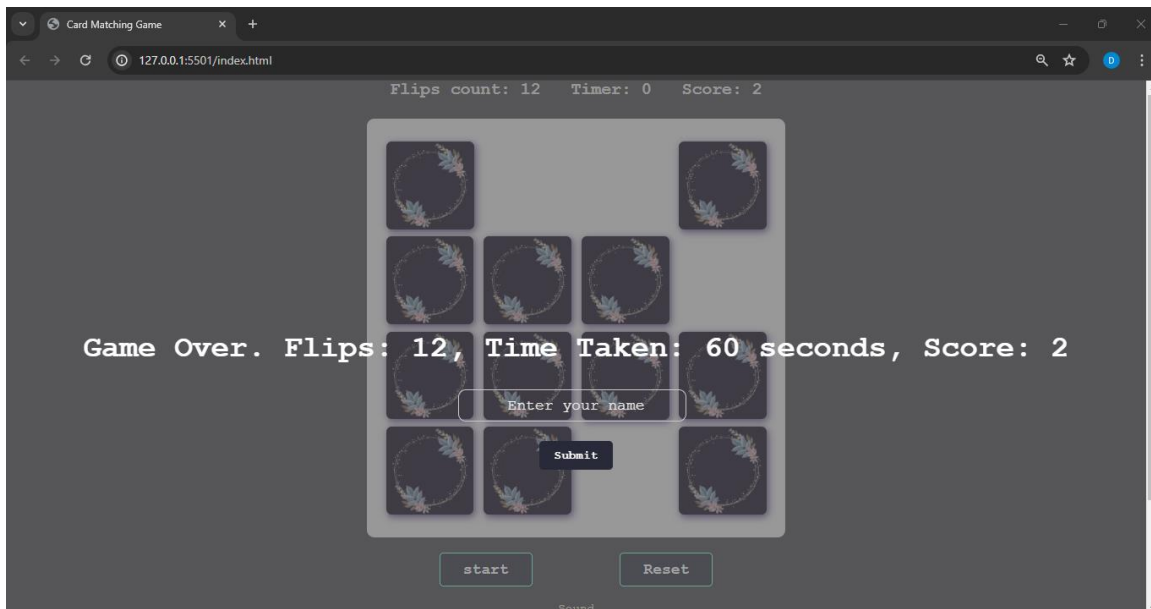 Card Matching Game
127.0.0.1:5501/index.html
D
Flips count: 12 Timer: 0 Score: 2
Game Over. Flips: 12, Time Taken: 60 seconds, Score: 2
Enter your name
Submit
start Reset
Sound